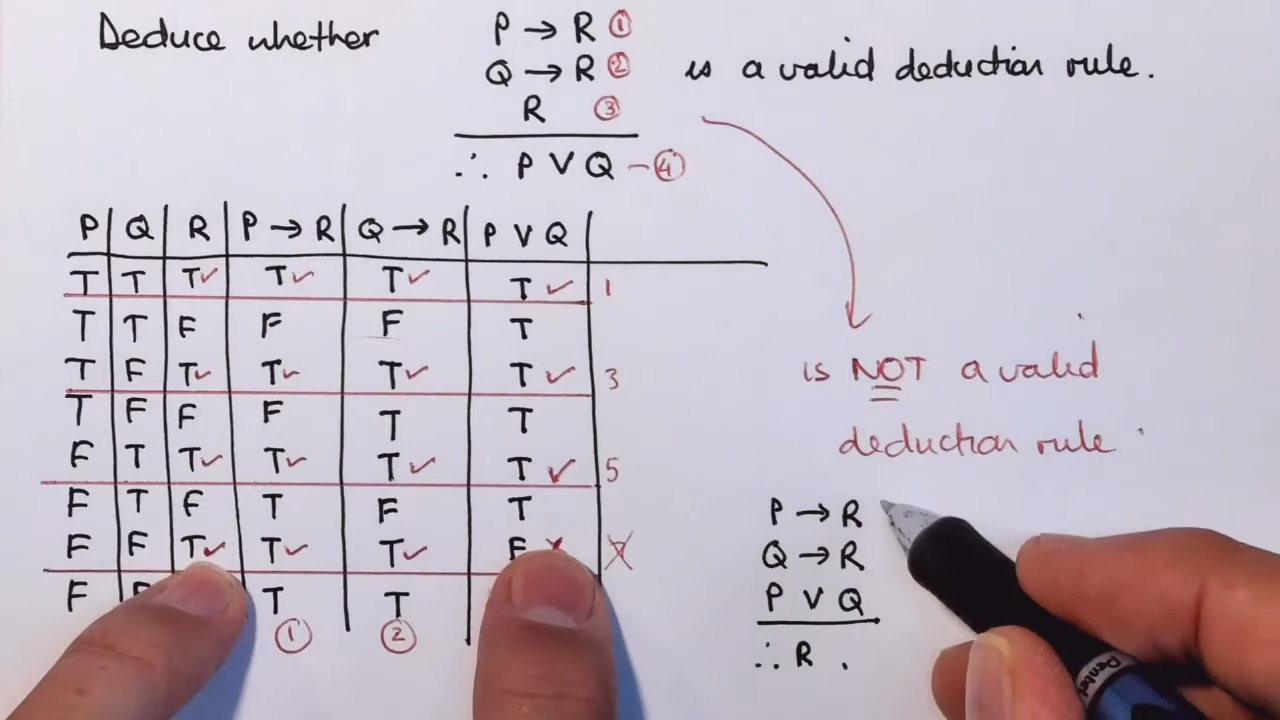 Deduce whether
P → R ①
Q → R ②
R ③
∴ P V Q - ④
is a valid deduction rule.
P Q R P → R Q → R P V Q
T T T✓ T✓ T✓ T ✓ 1
T T F F F T
T F T✓ T✓ T✓ T ✓ 3
T F F F T T
F T T✓ T✓ T✓ T ✓ 5
F T F T F T
F F T✓ T✓ T✓ F ✗
F T T
① ②
is NOT a valid
deduction rule
P → R
Q → R
P V Q
∴ R .
Pentel